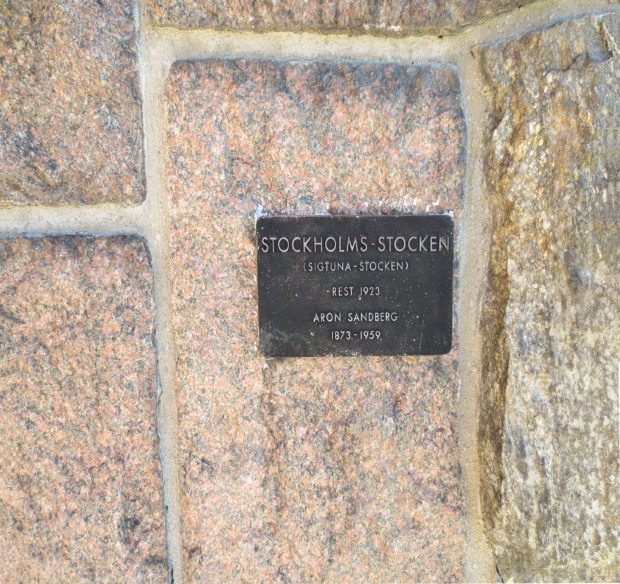 STOCKHOLMS-STOCKEN
(SIGTUNA-STOCKEN)
REST 1923
ARON SANDBERG
1873-1959